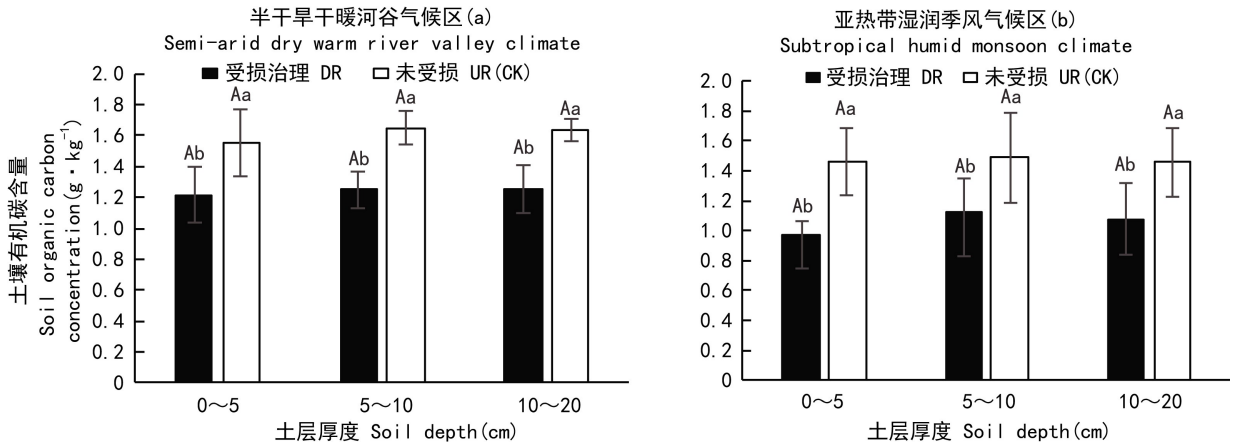 半干旱干暖河谷气候区(a)
Semi-arid dry warm river valley climate
受损治理 DR
未受损 UR(CK)
土壤有机碳含量
Soil organic carbon
concentration(g·kg⁻¹)
2.0
1.8
1.6
1.4
1.2
1.0
0.8
0.6
0.4
0.2
0
Ab
Aa
Ab
Aa
Ab
Aa
0～5
5～10
10～20
土层厚度 Soil depth(cm)
亚热带湿润季风气候区(b)
Subtropical humid monsoon climate
受损治理 DR
未受损 UR(CK)
2.0
1.8
1.6
1.4
1.2
1.0
0.8
0.6
0.4
0.2
0
Ab
Aa
Ab
Aa
Ab
Aa
0～5
5～10
10～20
土层厚度 Soil depth(cm)